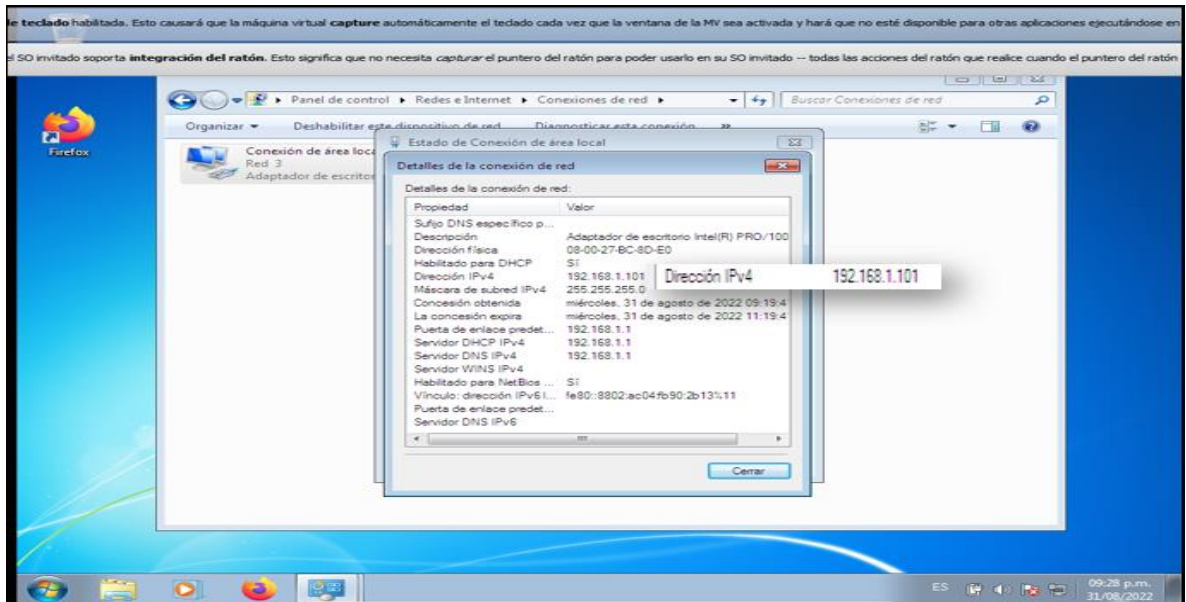 le teclado habilitada. Esto causará que la máquina virtual capture automáticamente el teclado cada vez que la ventana de la MV sea activada y hará que no esté disponible para otras aplicaciones ejecutándose en
el SO invitado soporta integración del ratón. Esto significa que no necesita capturar el puntero del ratón para poder usarlo en su SO invitado -- todas las acciones del ratón que realice cuando el puntero del ratón
Panel de control ▸ Redes e Internet ▸ Conexiones de red ▸
Buscar Conexiones de red
Organizar
Deshabilitar este dispositivo de red
Diagnosticar esta conexión
»
Firefox
Conexión de área loca
Red 3
Adaptador de escritor
Estado de Conexión de área local
Detalles de la conexión de red
Detalles de la conexión de red:
Propiedad Valor
Sufijo DNS específico p...
Descripción Adaptador de escritorio Intel(R) PRO/100
Dirección física 08-00-27-BC-8D-E0
Habilitado para DHCP Sí
Dirección IPv4 192.168.1.101
Dirección IPv4 192.168.1.101
Máscara de subred IPv4 255.255.255.0
Concesión obtenida miércoles, 31 de agosto de 2022 09:19:4
La concesión expira miércoles, 31 de agosto de 2022 11:19:4
Puerta de enlace predet... 192.168.1.1
Servidor DHCP IPv4 192.168.1.1
Servidor DNS IPv4 192.168.1.1
Servidor WINS IPv4
Habilitado para NetBios ... Sí
Vínculo: dirección IPv6 l... fe80::8802:ac04:fb90:2b13%11
Puerta de enlace predet...
Servidor DNS IPv6
Cerrar
ES
09:28 p.m.
31/08/2022